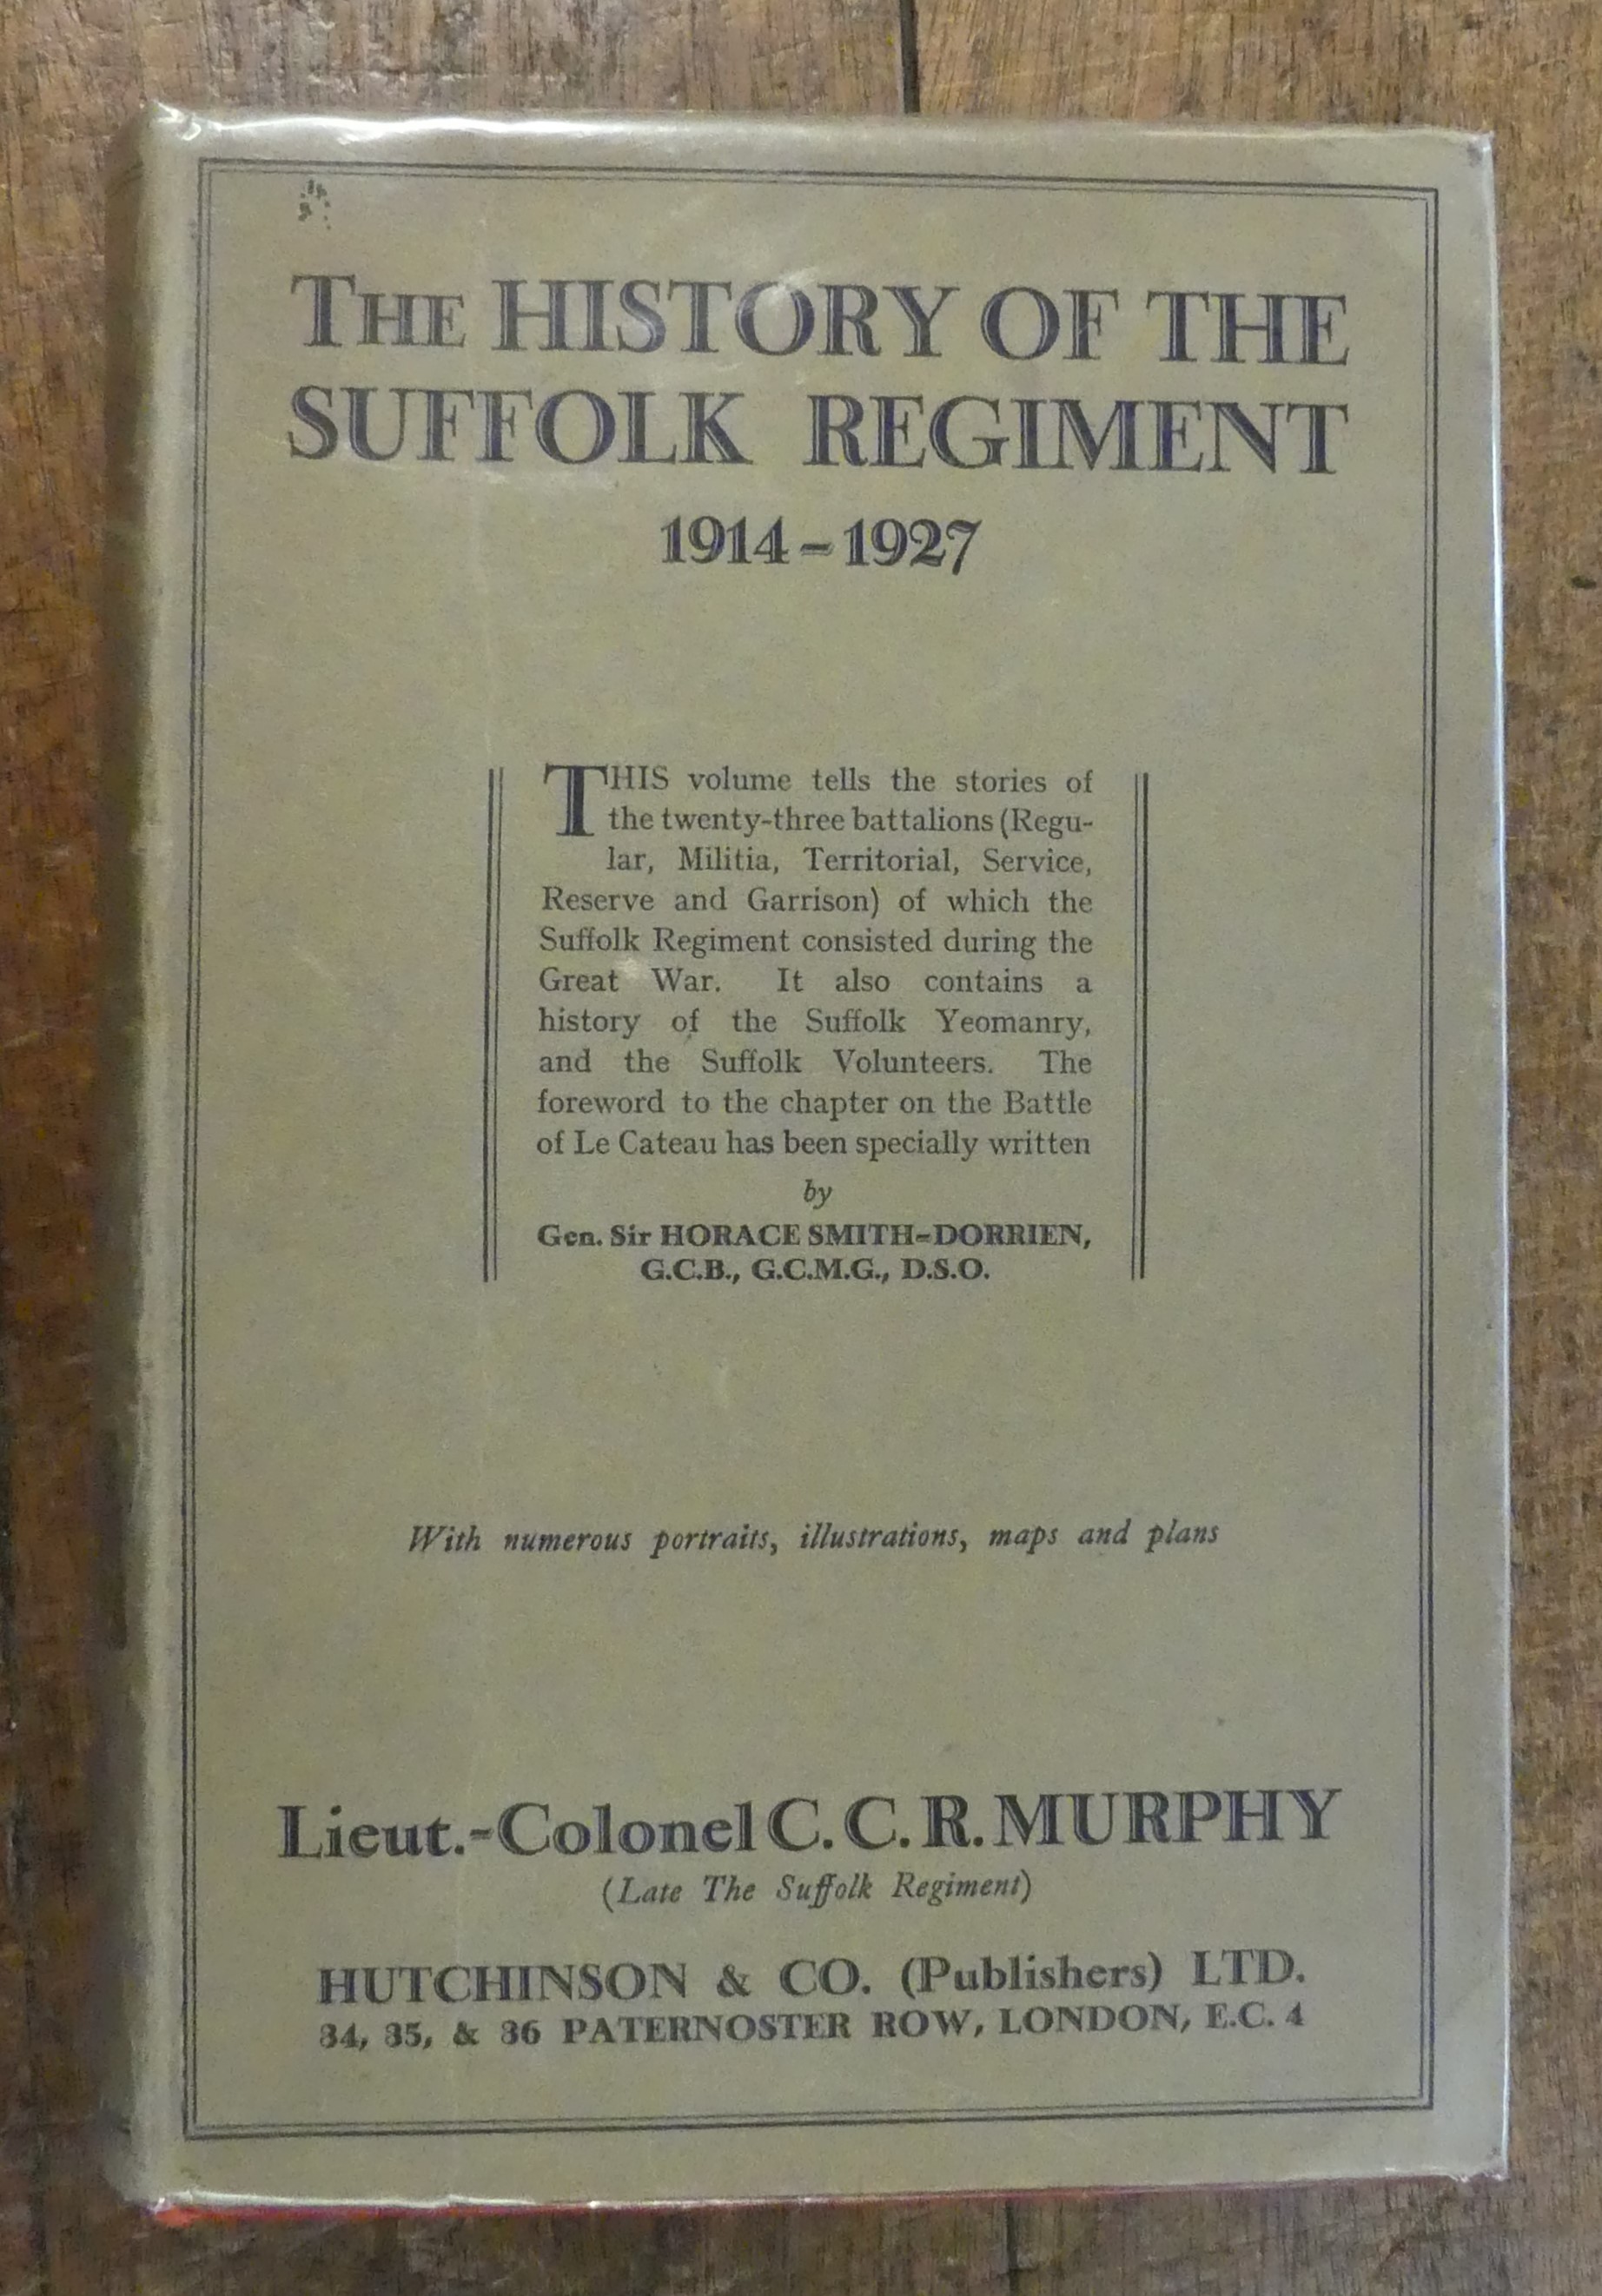 THE HISTORY OF THE
SUFFOLK REGIMENT
1914-1927
THIS volume tells the stories of
the twenty-three battalions (Regu-
lar, Militia, Territorial, Service,
Reserve and Garrison) of which the
Suffolk Regiment consisted during the
Great War. It also contains a
history of the Suffolk Yeomanry,
and the Suffolk Volunteers. The
foreword to the chapter on the Battle
of Le Cateau has been specially written
by
Gen. Sir HORACE SMITH-DORRIEN,
G.C.B., G.C.M.G., D.S.O.
With numerous portraits, illustrations, maps and plans
Lieut.-Colonel C. C. R. MURPHY
(Late The Suffolk Regiment)
HUTCHINSON & CO. (Publishers) LTD.
34, 35, & 36 PATERNOSTER ROW, LONDON, E.C. 4